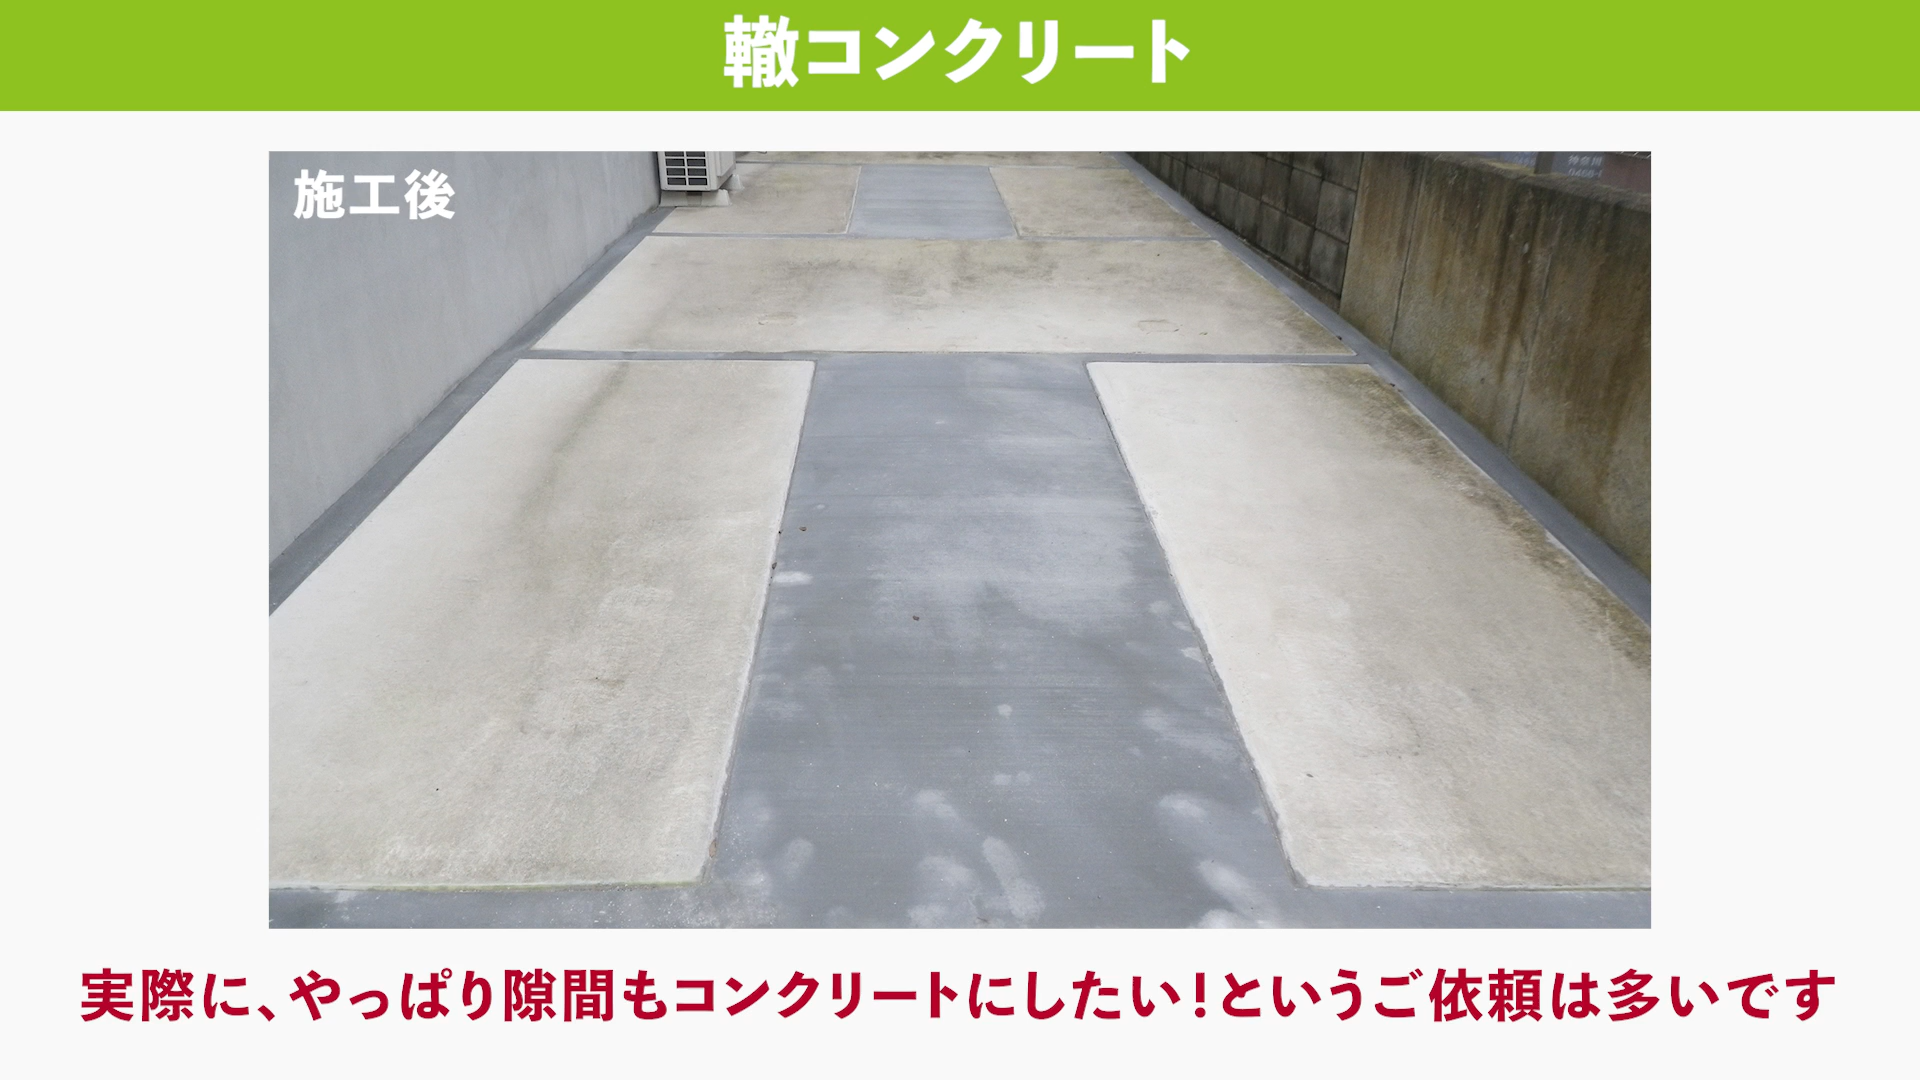 轍コンクリート
施工後
実際に、やっぱり隙間もコンクリートにしたい！というご依頼は多いです